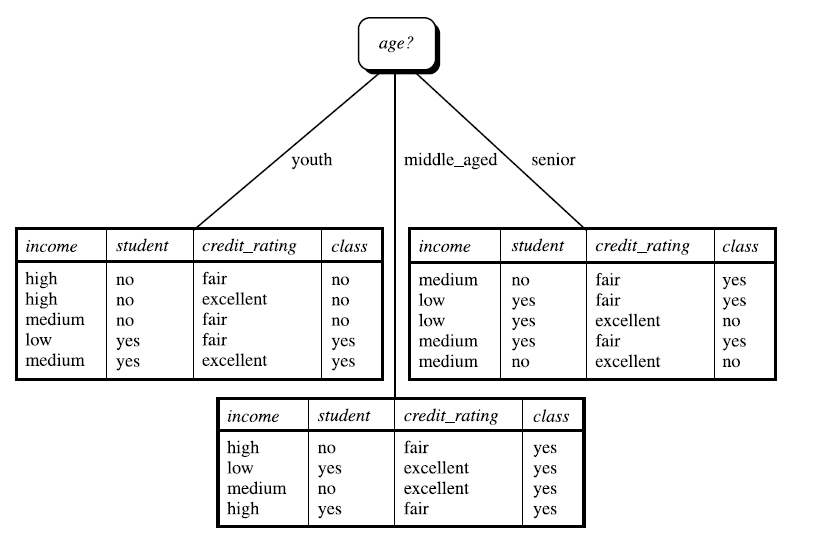 age?
youth
middle_aged
senior
income student credit_rating class
high no fair no
high no excellent no
medium no fair no
low yes fair yes
medium yes excellent yes
income student credit_rating class
medium no fair yes
low yes fair yes
low yes excellent no
medium yes fair yes
medium no excellent no
income student credit_rating class
high no fair yes
low yes excellent yes
medium no excellent yes
high yes fair yes